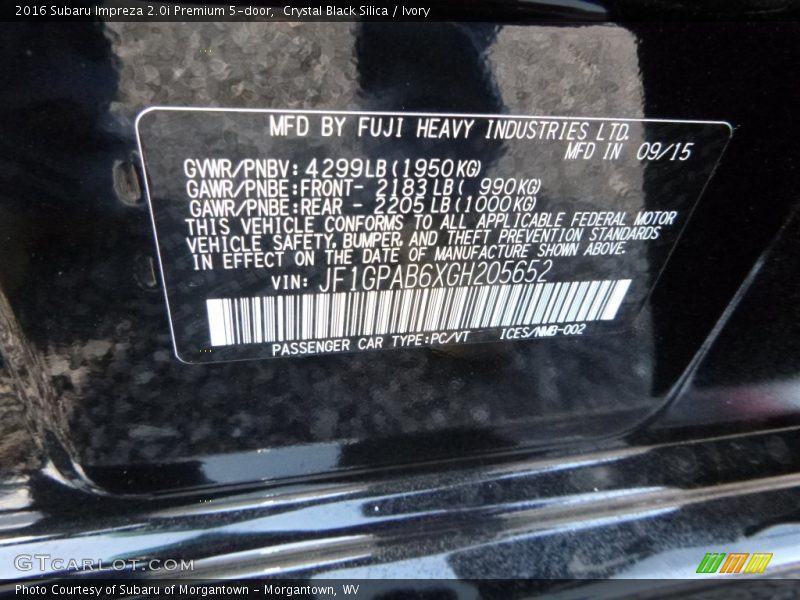 2016 Subaru Impreza 2.0i Premium 5-door,  Crystal Black Silica / Ivory
MFD BY FUJI HEAVY INDUSTRIES LTD.
MFD IN 09/15
GVWR/PNBV: 4299LB(1950KG)
GAWR/PNBE:FRONT- 2183LB( 990KG)
GAWR/PNBE:REAR - 2205LB(1000KG)
THIS VEHICLE CONFORMS TO ALL APPLICABLE FEDERAL MOTOR
VEHICLE SAFETY, BUMPER, AND THEFT PREVENTION STANDARDS
IN EFFECT ON THE DATE OF MANUFACTURE SHOWN ABOVE.
VIN: JF1GPAB6XGH205652
PASSENGER CAR TYPE:PC/VT ICES/NMB-002
GTCARLOT.COM
Photo Courtesy of Subaru of Morgantown - Morgantown, WV